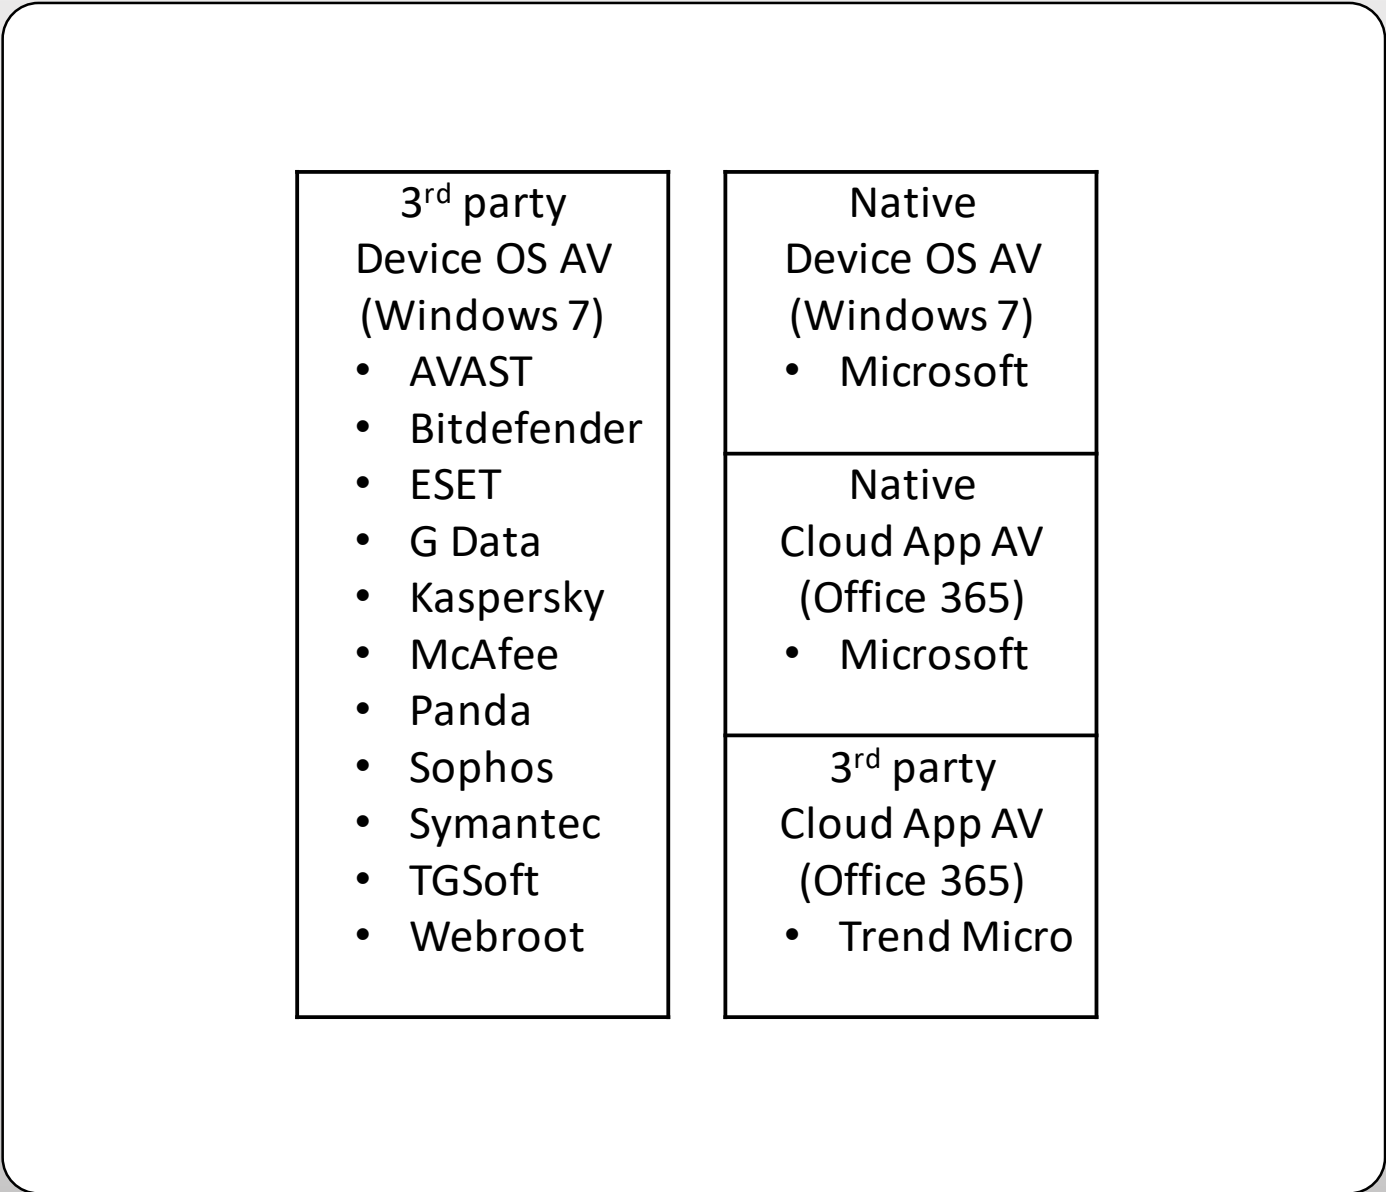 3rd party
Device OS AV
(Windows 7)
• AVAST
• Bitdefender
• ESET
• G Data
• Kaspersky
• McAfee
• Panda
• Sophos
• Symantec
• TGSoft
• Webroot
Native
Device OS AV
(Windows 7)
• Microsoft
Native
Cloud App AV
(Office 365)
• Microsoft
3rd party
Cloud App AV
(Office 365)
• Trend Micro